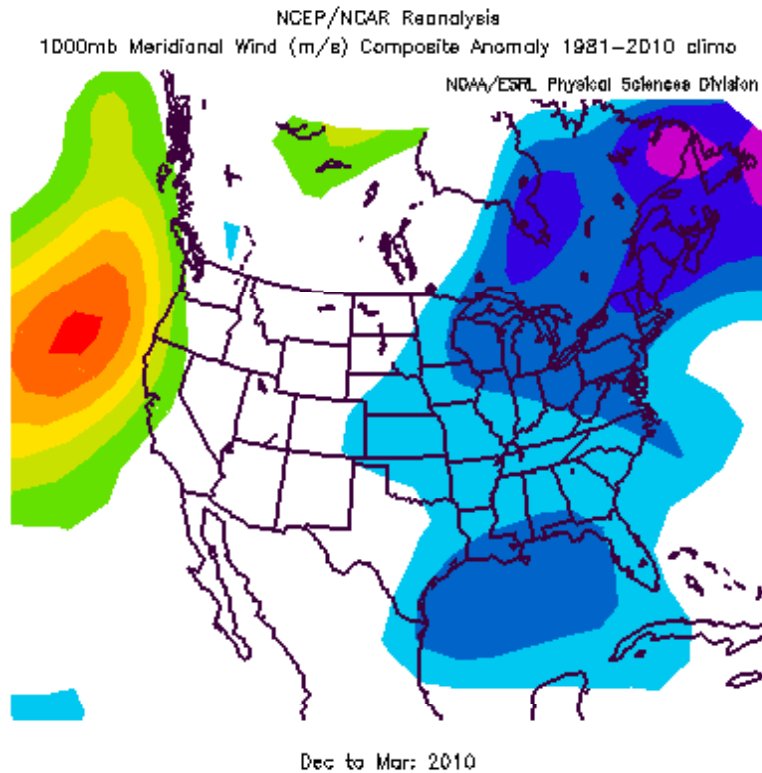 NCEP/NCAR Reanalysis
1000mb Meridional Wind (m/s) Composite Anomaly 1981-2010 climo
NOAA/ESRL Physical Sciences Division
Dec to Mar: 2010